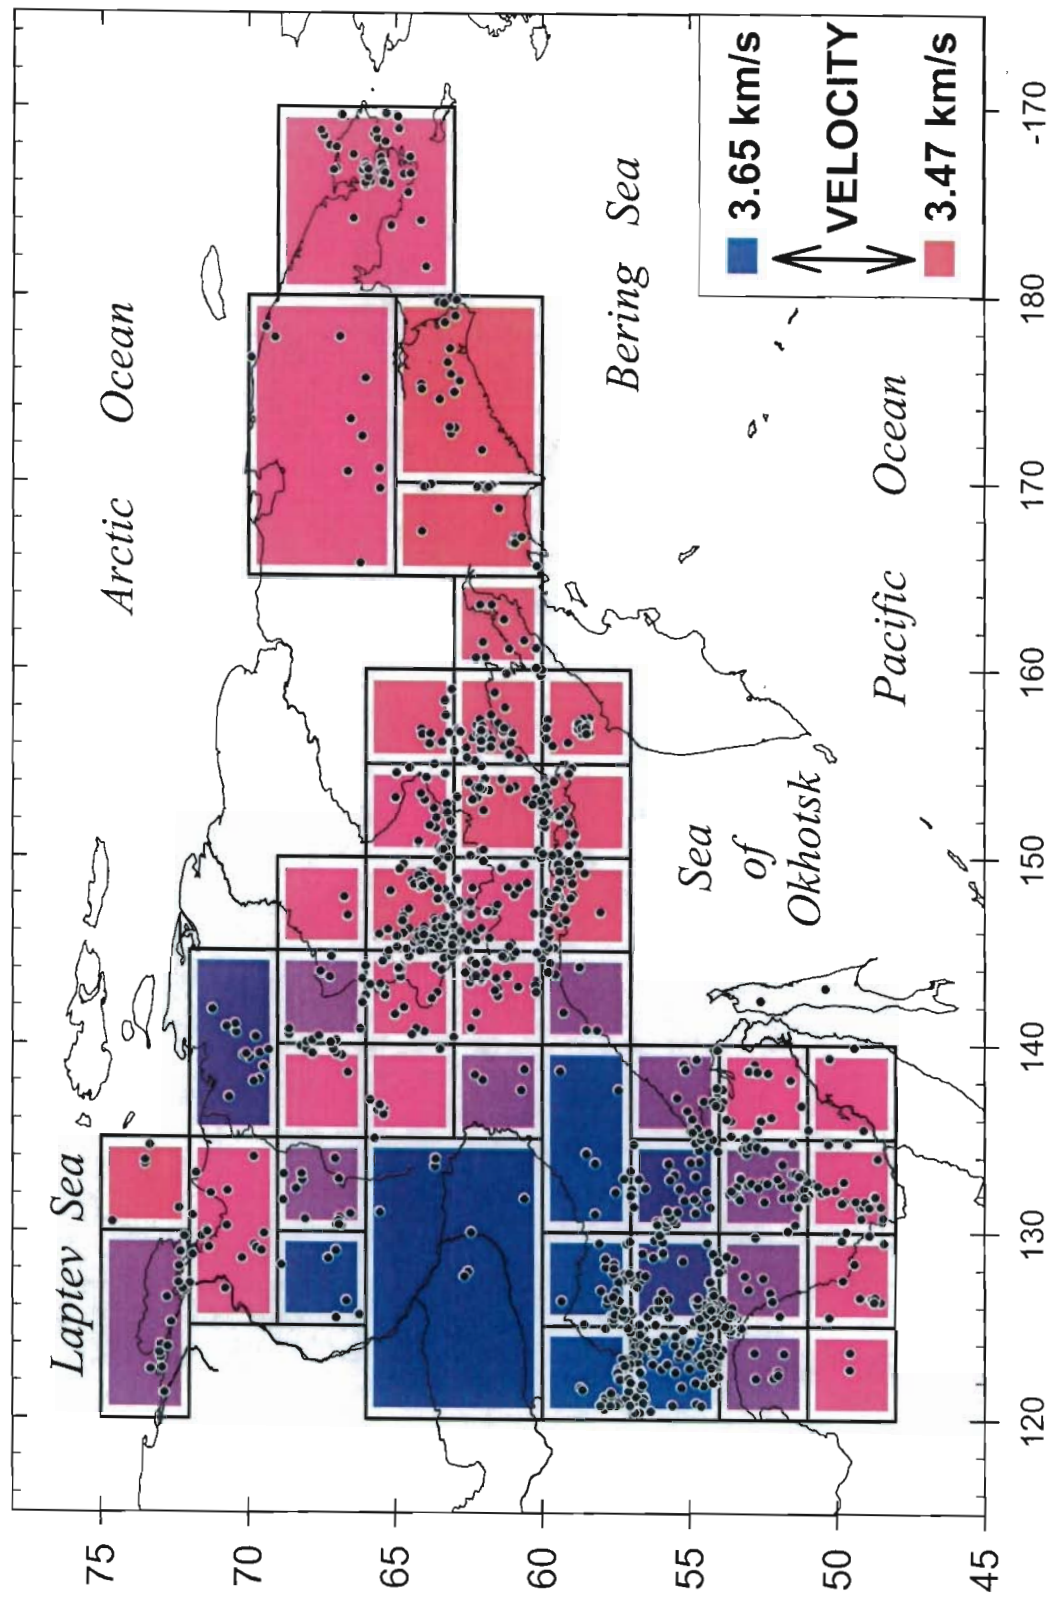 Arctic Ocean
Laptev Sea
Bering Sea
Sea
of
Okhotsk
Pacific Ocean
3.65 km/s
VELOCITY
3.47 km/s
75
70
65
60
55
50
45
120
130
140
150
160
170
180
-170